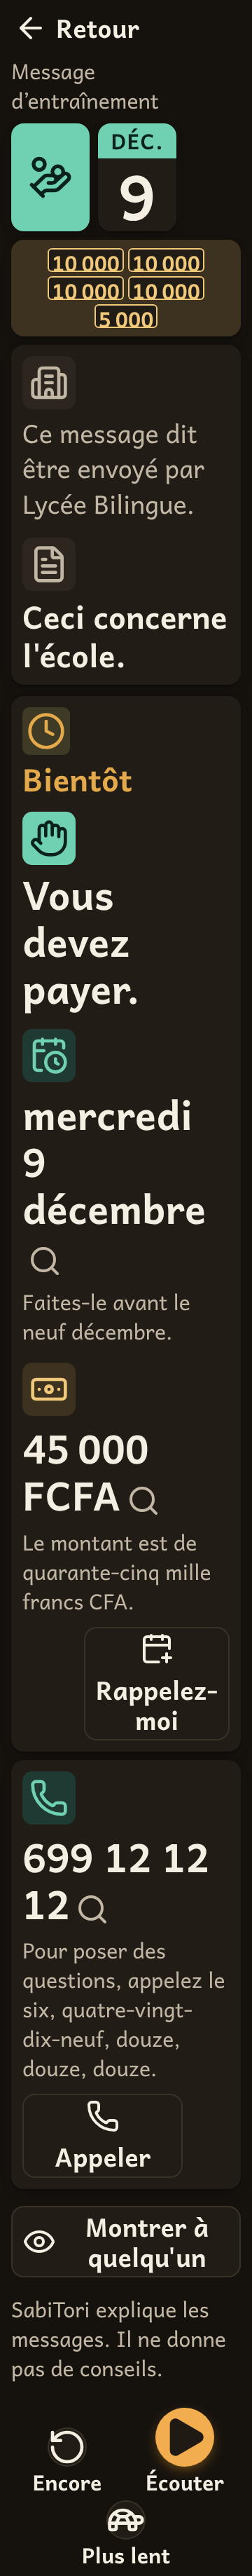 Retour
Message
d’entraînement
DÉC.
9
10 000 10 000
10 000 10 000
5 000
Ce message dit
être envoyé par
Lycée Bilingue.
Ceci concerne
l'école.
Bientôt
Vous
devez
payer.
mercredi
9
décembre
Faites-le avant le
neuf décembre.
45 000
FCFA
Le montant est de
quarante-cinq mille
francs CFA.
Rappelez-
moi
699 12 12
12
Pour poser des
questions, appelez le
six, quatre-vingt-
dix-neuf, douze,
douze, douze.
Appeler
Montrer à
quelqu'un
SabiTori explique les
messages. Il ne donne
pas de conseils.
Encore
Écouter
Plus lent